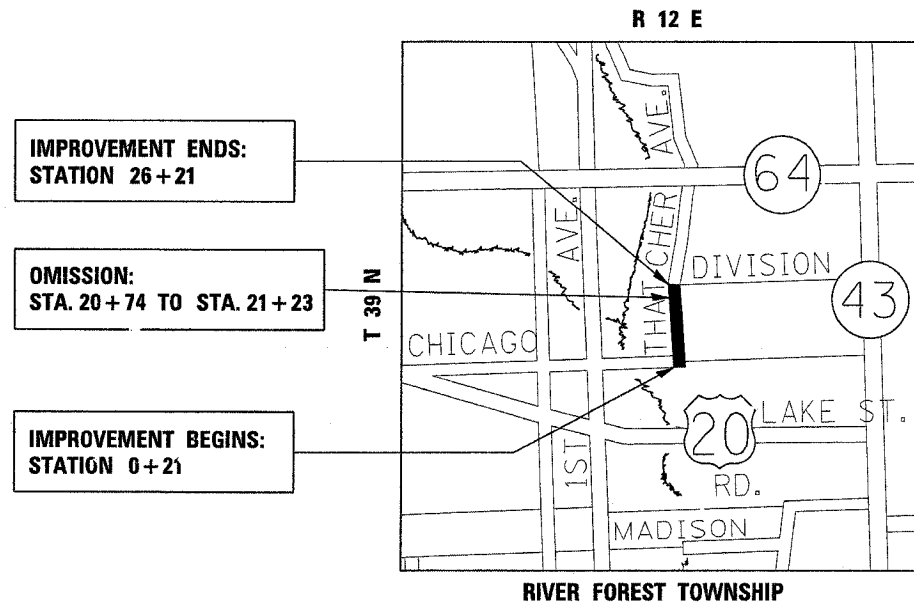 R 12 E
IMPROVEMENT ENDS:
STATION 26+21
OMISSION:
STA. 20+74 TO STA. 21+23
IMPROVEMENT BEGINS:
STATION 0+21
T 39 N
AVE.
64
THATCHER
AVE.
DIVISION
43
CHICAGO
LAKE ST.
20
1ST
RD.
MADISON
RIVER FOREST TOWNSHIP